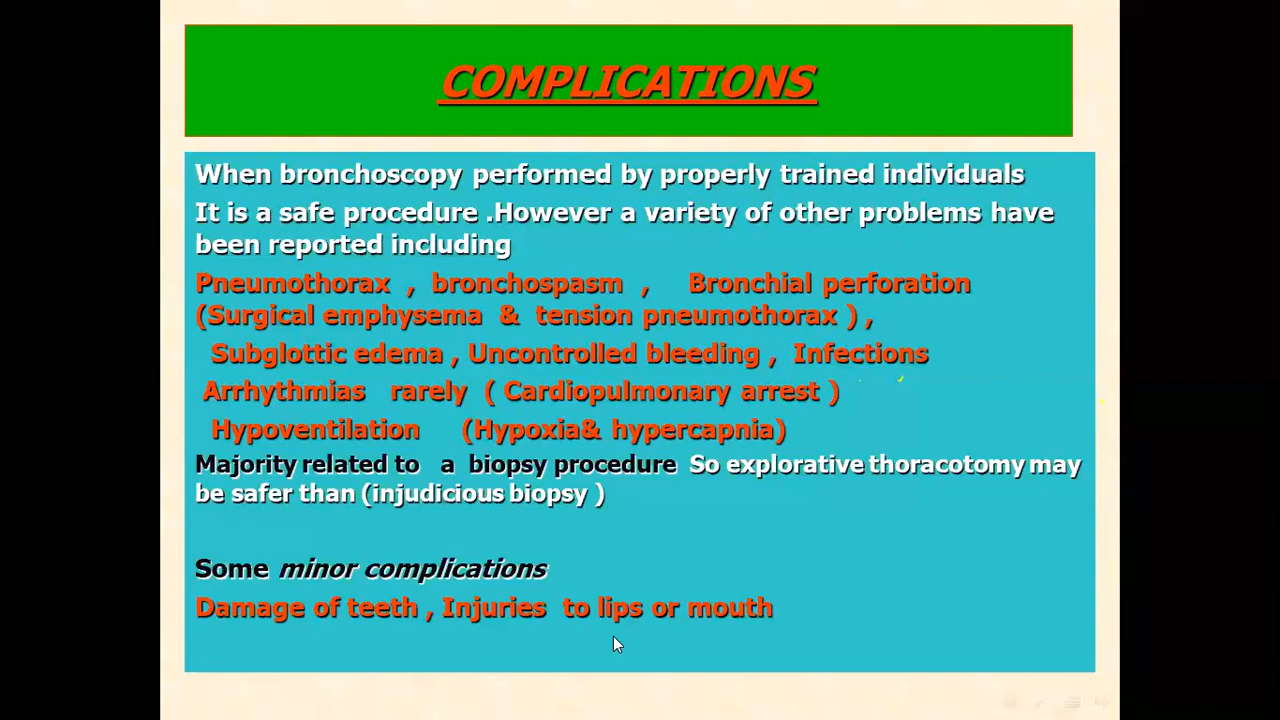 COMPLICATIONS
When bronchoscopy performed by properly trained individuals
It is a safe procedure .However a variety of other problems have
been reported including
Pneumothorax , bronchospasm , Bronchial perforation
(Surgical emphysema & tension pneumothorax ) ,
Subglottic edema , Uncontrolled bleeding , Infections
Arrhythmias rarely ( Cardiopulmonary arrest )
Hypoventilation (Hypoxia& hypercapnia)
Majority related to a biopsy procedure So explorative thoracotomy may
be safer than (injudicious biopsy )
Some minor complications
Damage of teeth , Injuries to lips or mouth